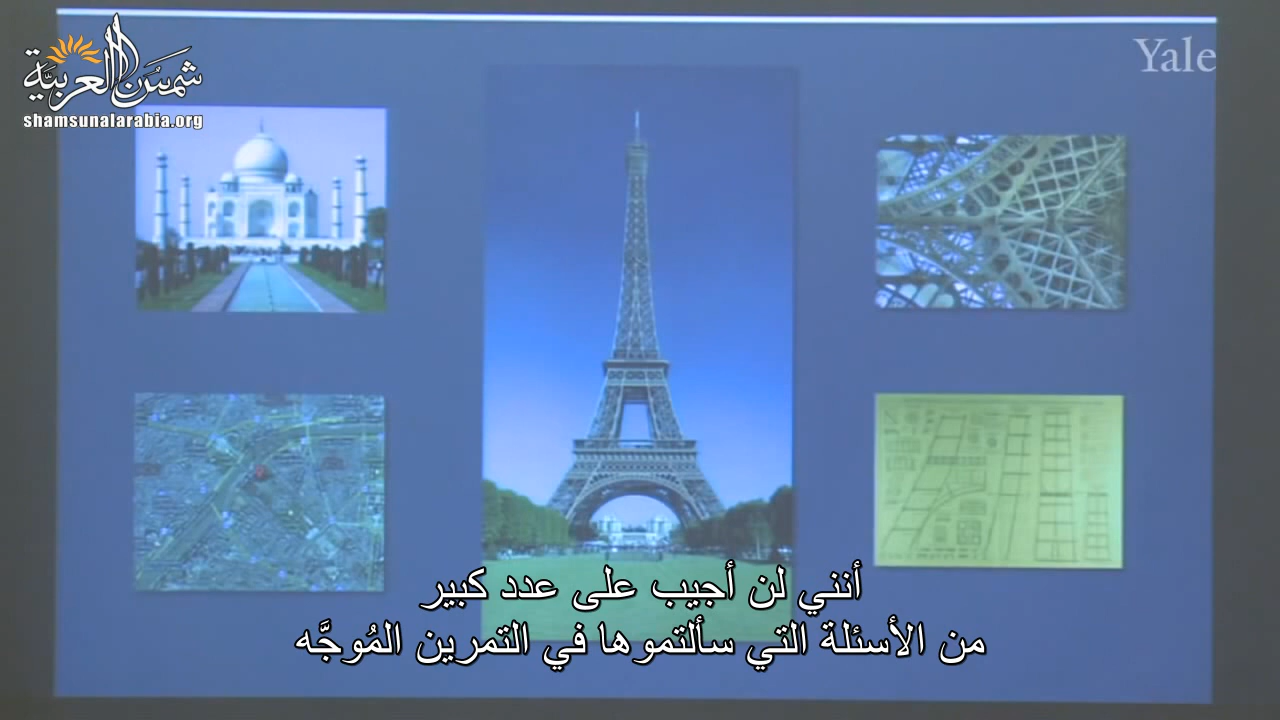 شمس العربية
shamsunalarabia.org
Yale
أنني لن أجيب على عدد كبير
من الأسئلة التي سألتموها في التمرين المُوجَّه